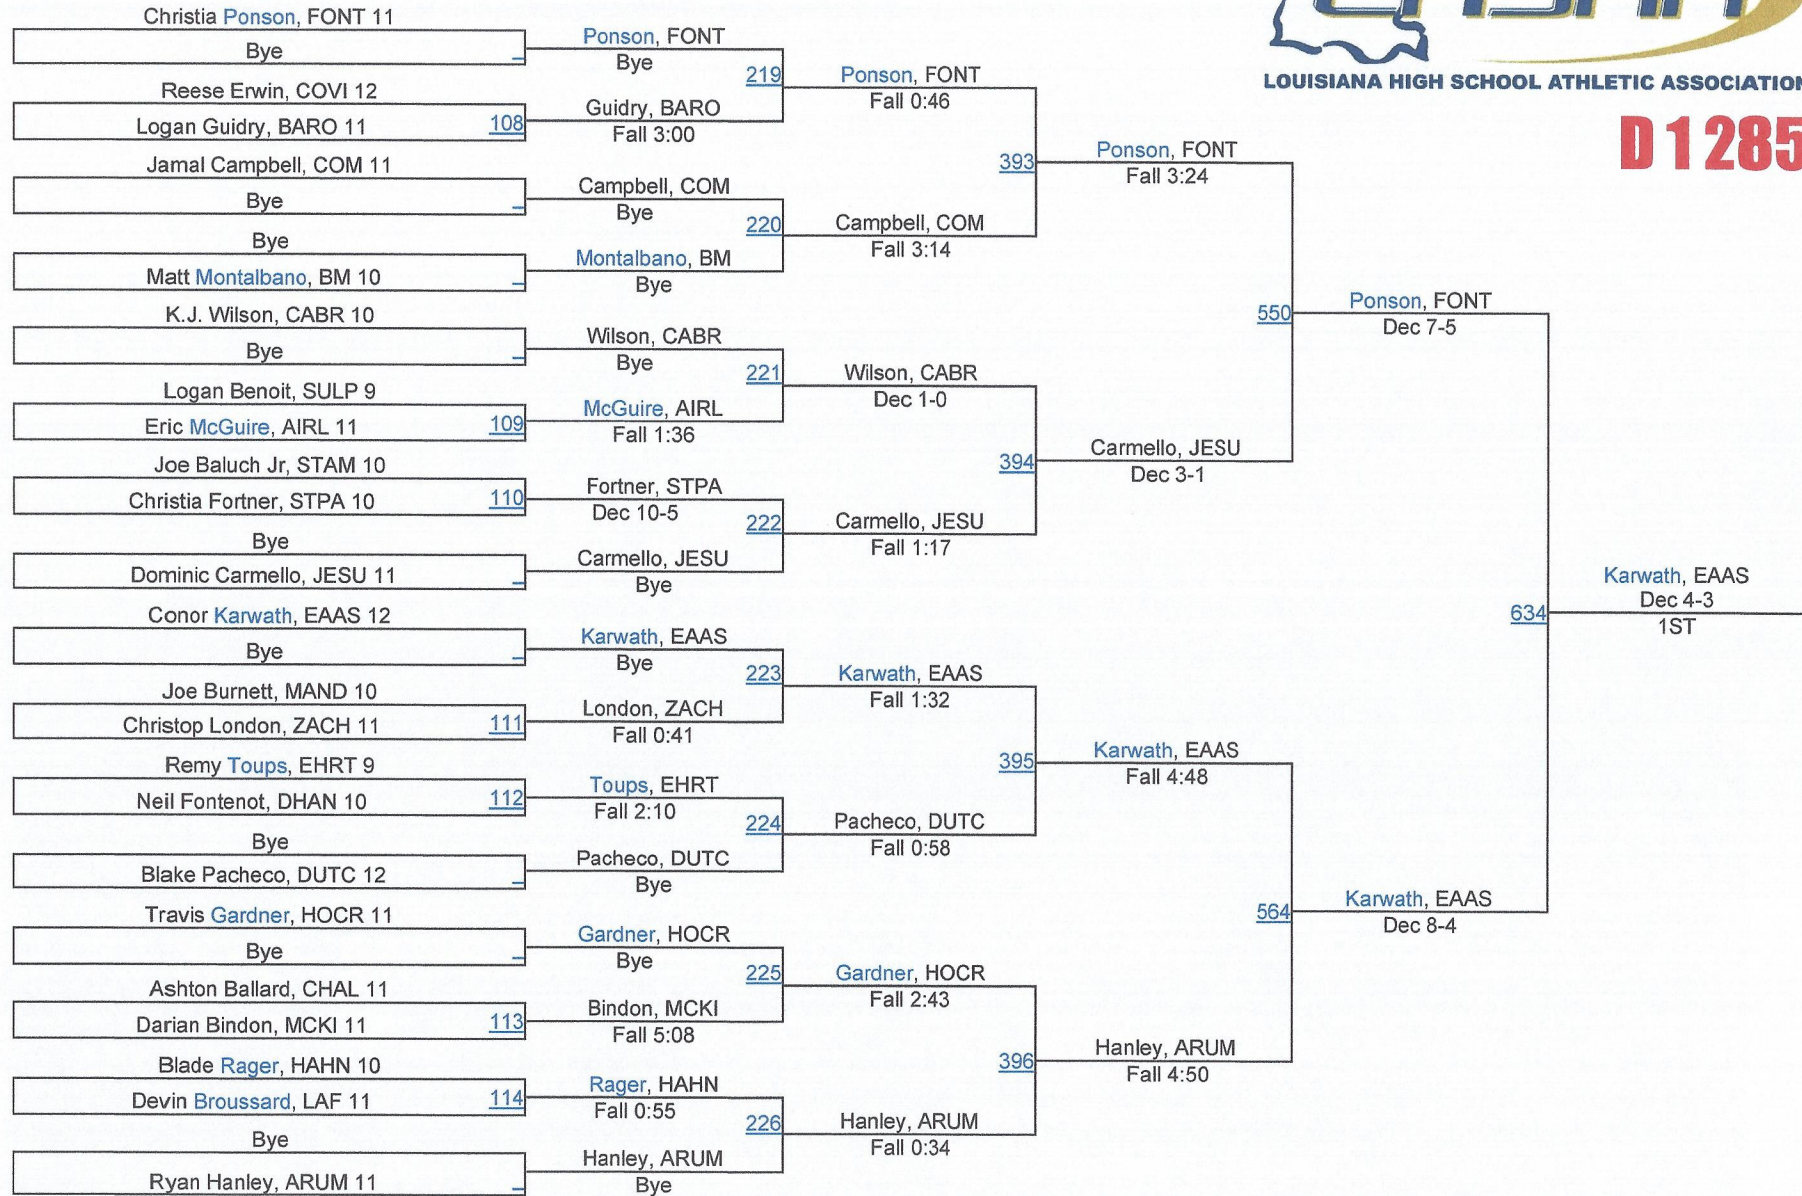 Christia Ponson, FONT 11
Bye
Reese Erwin, COVI 12
Logan Guidry, BARO 11 108
Jamal Campbell, COM 11
Bye
Bye
Matt Montalbano, BM 10
K.J. Wilson, CABR 10
Bye
Logan Benoit, SULP 9
Eric McGuire, AIRL 11 109
Joe Baluch Jr, STAM 10
Christia Fortner, STPA 10 110
Bye
Dominic Carmello, JESU 11
Conor Karwath, EAAS 12
Bye
Joe Burnett, MAND 10
Christop London, ZACH 11 111
Remy Toups, EHRT 9
Neil Fontenot, DHAN 10 112
Bye
Blake Pacheco, DUTC 12
Travis Gardner, HOCR 11
Bye
Ashton Ballard, CHAL 11
Darian Bindon, MCKI 11 113
Blade Rager, HAHN 10
Devin Broussard, LAF 11 114
Bye
Ryan Hanley, ARUM 11
Ponson, FONT
Bye
219
Guidry, BARO
Fall 3:00
Campbell, COM
Bye
220
Montalbano, BM
Bye
Wilson, CABR
Bye
221
McGuire, AIRL
Fall 1:36
Fortner, STPA
Dec 10-5
222
Carmello, JESU
Bye
Karwath, EAAS
Bye
223
London, ZACH
Fall 0:41
Toups, EHRT
Fall 2:10
224
Pacheco, DUTC
Bye
Gardner, HOCR
Bye
225
Bindon, MCKI
Fall 5:08
Rager, HAHN
Fall 0:55
226
Hanley, ARUM
Bye
Ponson, FONT
Fall 0:46
393
Campbell, COM
Fall 3:14
Wilson, CABR
Dec 1-0
394
Carmello, JESU
Fall 1:17
Karwath, EAAS
Fall 1:32
395
Pacheco, DUTC
Fall 0:58
Gardner, HOCR
Fall 2:43
396
Hanley, ARUM
Fall 0:34
Ponson, FONT
Fall 3:24
550
Carmello, JESU
Dec 3-1
Karwath, EAAS
Fall 4:48
564
Hanley, ARUM
Fall 4:50
Ponson, FONT
Dec 7-5
634
Karwath, EAAS
Dec 8-4
Karwath, EAAS
Dec 4-3
1ST
LOUISIANA HIGH SCHOOL ATHLETIC ASSOCIATION
D 1 285